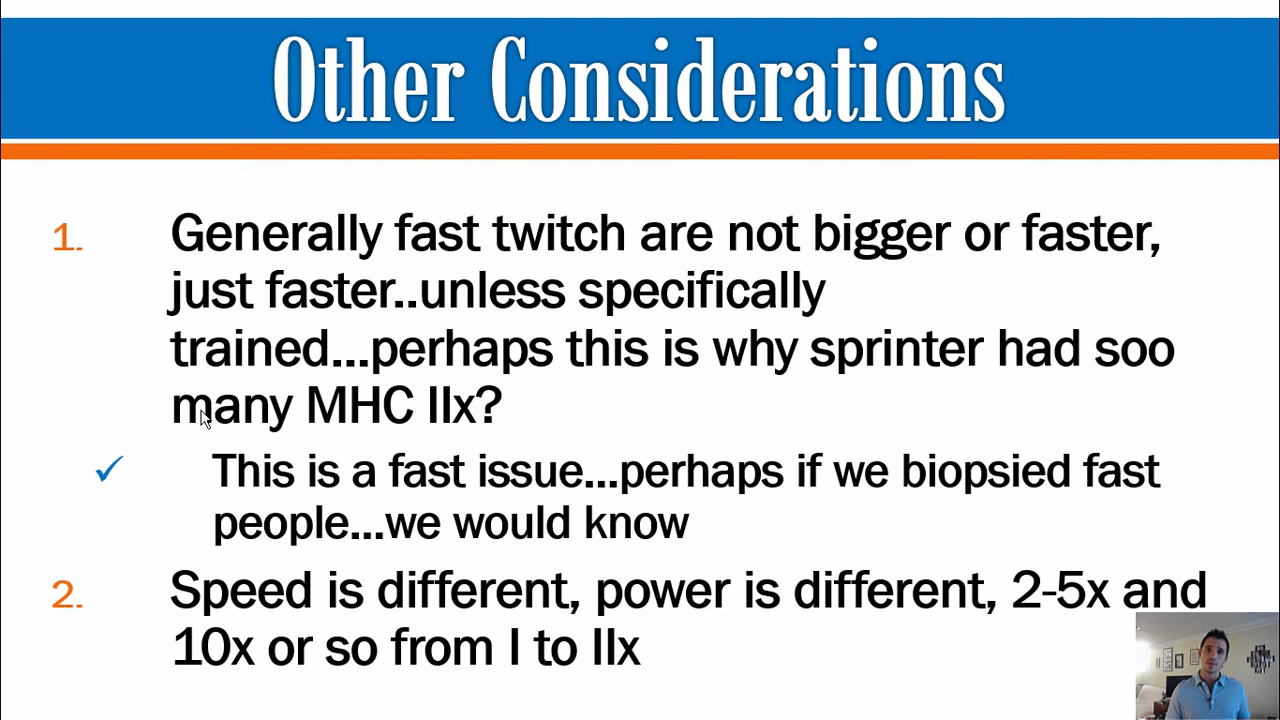 Other Considerations
1. Generally fast twitch are not bigger or faster,
just faster..unless specifically
trained...perhaps this is why sprinter had soo
many MHC IIx?
✓ This is a fast issue...perhaps if we biopsied fast
people...we would know
2. Speed is different, power is different, 2-5x and
10x or so from I to IIx